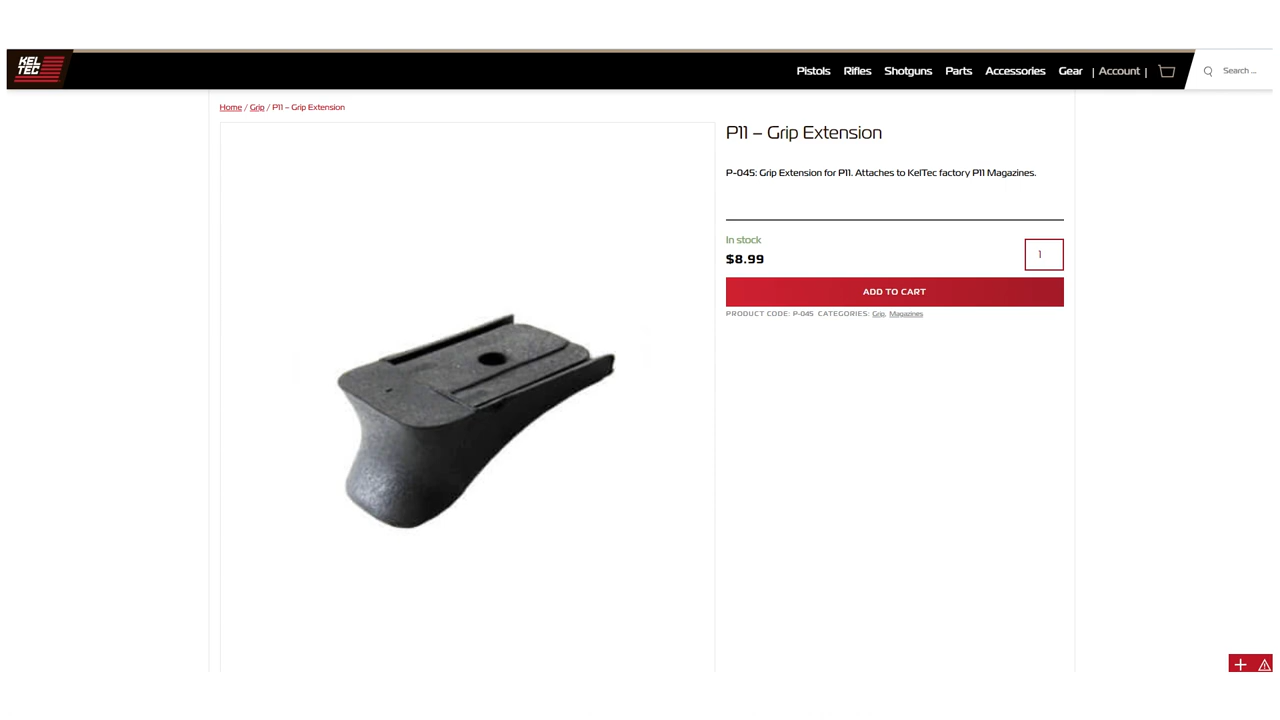 KEL
TEC
Pistols Rifles Shotguns Parts Accessories Gear | Account | Search ...
Home / Grip / P11 – Grip Extension
P11 – Grip Extension
P-045: Grip Extension for P11. Attaches to KelTec factory P11 Magazines.
In stock
$8.99
1
ADD TO CART
PRODUCT CODE: P-045 CATEGORIES: Grip, Magazines